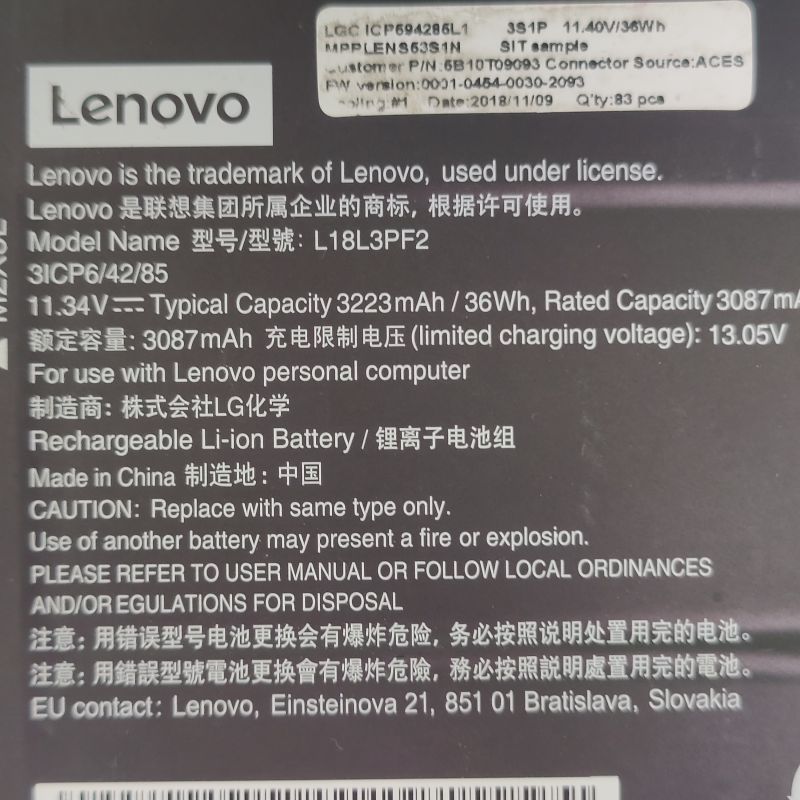 LGC ICP694285L1 3S1P 11.40V/36Wh
MPPLENS53S1N SIT sample
Customer P/N:5B10T09093 Connector Source:ACES
FW version:0001-0454-0030-2093
#1 Date:2018/11/09 Q'ty:83 pcs
Lenovo
Lenovo is the trademark of Lenovo, used under license.
Lenovo 是联想集团所属企业的商标, 根据许可使用。
Model Name 型号/型號: L18L3PF2
3ICP6/42/85
11.34V⎓ Typical Capacity 3223mAh / 36Wh, Rated Capacity 3087mA
额定容量: 3087mAh 充电限制电压(limited charging voltage): 13.05V
For use with Lenovo personal computer
制造商: 株式会社LG化学
Rechargeable Li-ion Battery / 锂离子电池组
Made in China 制造地: 中国
CAUTION: Replace with same type only.
Use of another battery may present a fire or explosion.
PLEASE REFER TO USER MANUAL OR FOLLOW LOCAL ORDINANCES
AND/OR EGULATIONS FOR DISPOSAL
注意: 用错误型号电池更换会有爆炸危险, 务必按照说明处置用完的电池。
注意: 用錯誤型號電池更換會有爆炸危險, 務必按照説明處置用完的電池。
EU contact: Lenovo, Einsteinova 21, 851 01 Bratislava, Slovakia